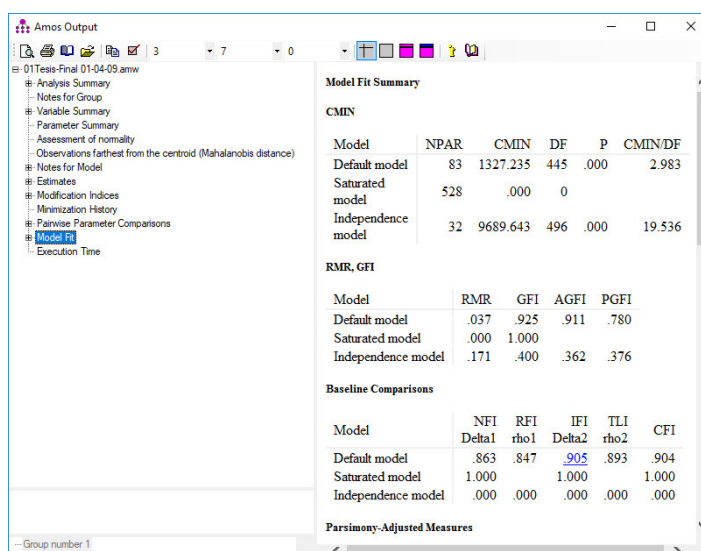 Amos Output
3 7 0
01Tesis-Final 01-04-09.amw
Analysis Summary
Notes for Group
Variable Summary
Parameter Summary
Assessment of normality
Observations farthest from the centroid (Mahalanobis distance)
Notes for Model
Estimates
Modification Indices
Minimization History
Pairwise Parameter Comparisons
Model Fit
Execution Time
Group number 1
Model Fit Summary
CMIN
Model NPAR CMIN DF P CMIN/DF
Default model 83 1327.235 445 .000 2.983
Saturated model 528 .000 0
Independence model 32 9689.643 496 .000 19.536
RMR, GFI
Model RMR GFI AGFI PGFI
Default model .037 .925 .911 .780
Saturated model .000 1.000
Independence model .171 .400 .362 .376
Baseline Comparisons
Model NFI Delta1 RFI rho1 IFI Delta2 TLI rho2 CFI
Default model .863 .847 .905 .893 .904
Saturated model 1.000 1.000 1.000
Independence model .000 .000 .000 .000 .000
Parsimony-Adjusted Measures